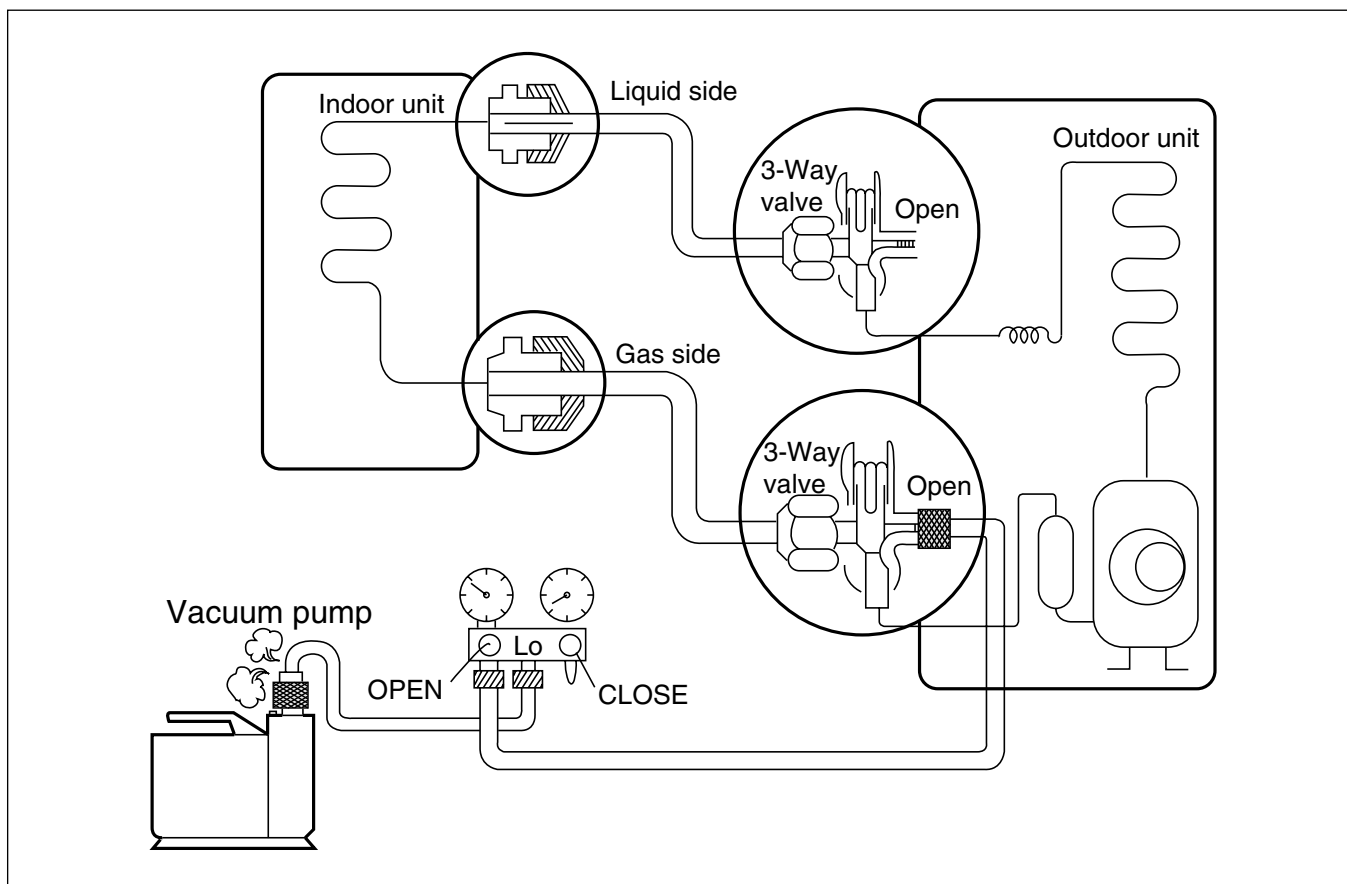 Indoor unit
Liquid side
Outdoor unit
3-Way
valve
Open
Gas side
3-Way
valve
Open
Vacuum pump
Lo
OPEN
CLOSE